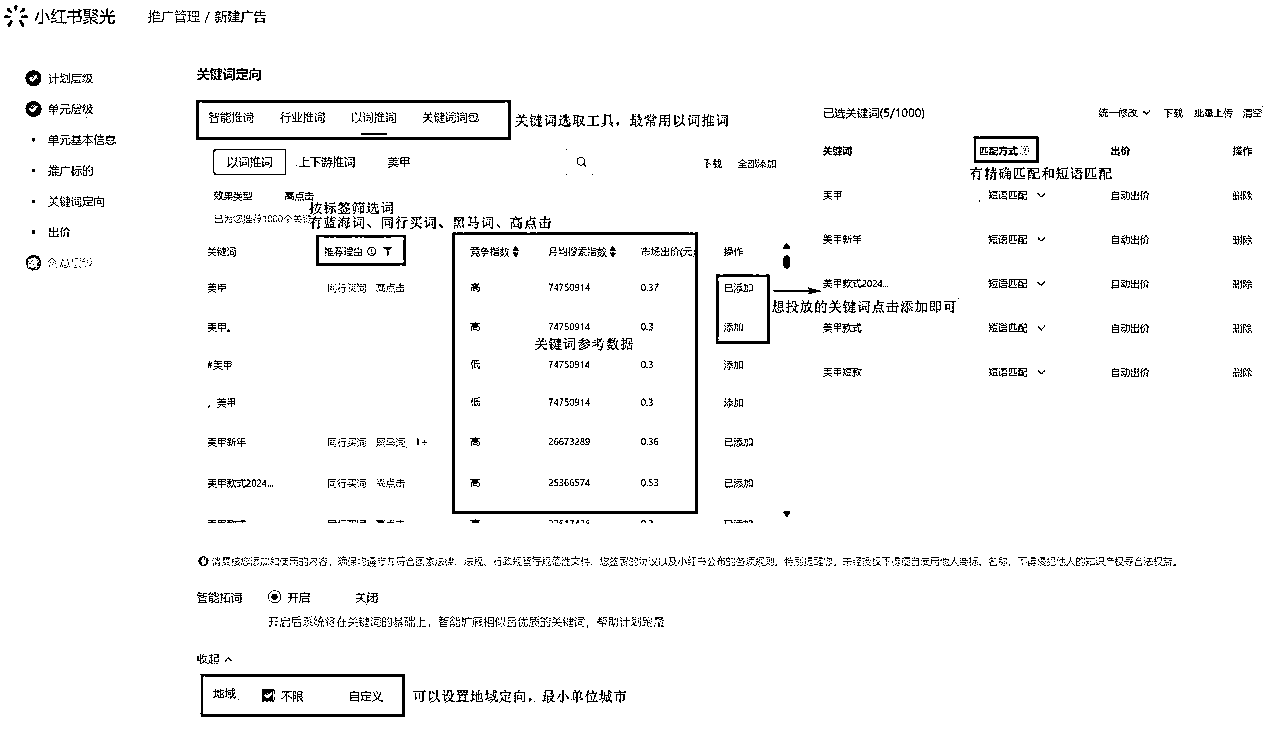 小红书聚光 推广管理 / 新建广告
计划层级
单元层级
单元基本信息
推广标的
关键词定向
出价
关键词定向
智能推词 行业推词 以词推词 关键词词包
关键词选取工具，最常用以词推词
以词推词 上下游推词 美甲
下载 全部添加
效果类型 高点击
按标签筛选词
有蓝海词、同行买词、黑马词、高点击
关键词 推荐理由 竞争指数 月均搜索指数 市场出价(元) 操作
美甲 同行买词 高点击 高 74750914 0.37 已添加
美甲。 高 74750914 0.3 添加
关键词参考数据
#美甲 低 74750914 0.3 添加
，美甲 低 74750914 0.3 添加
美甲新年 同行买词 黑马词 1+ 高 26673289 0.36 已添加
美甲款式2024... 同行买词 高点击 高 25366574 0.53 已添加
已选关键词(5/1000) 统一修改 下载 批量上传 清空
关键词 匹配方式 出价 操作
有精确匹配和短语匹配
美甲 短语匹配 自动出价 删除
美甲新年 短语匹配 自动出价 删除
美甲款式2024... 短语匹配 自动出价 删除
想投放的关键词点击添加即可
美甲款式 短语匹配 自动出价 删除
美甲短款 短语匹配 自动出价 删除
智能拓词 开启 关闭
开启后系统将在关键词的基础上，智能扩展相似且优质的关键词，帮助计划跑量
收起
地域 不限 自定义
可以设置地域定向，最小单位城市